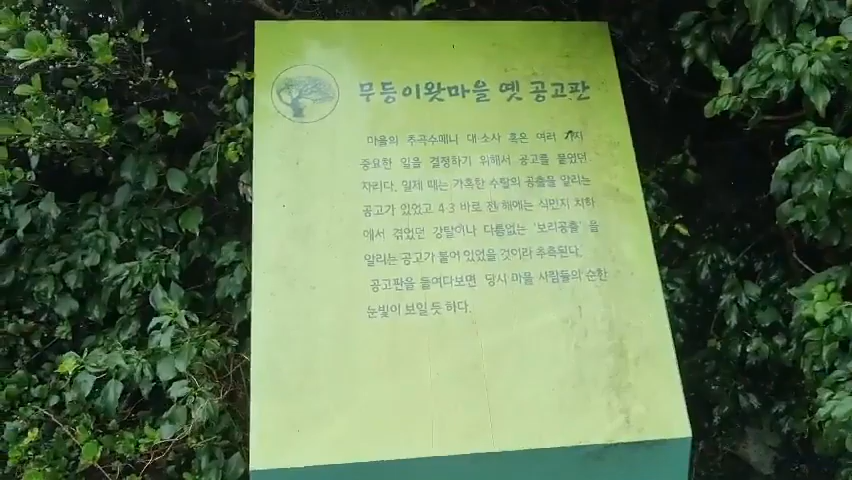 무등이왓마을 옛 공고판
마을의 추곡수매나 대소사 혹은 여러 가지
중요한 일을 결정하기 위해서 공고를 붙였던
자리다. 일제 때는 가혹한 수탈의 공출을 알리는
공고가 있었고 4·3 바로 전 해에는 식민지 치하
에서 겪었던 강탈이나 다름없는 '보리공출' 을
알리는 공고가 붙어 있었을 것이라 추측된다.
공고판을 들여다보면 당시 마을 사람들의 순한
눈빛이 보일 듯 하다.